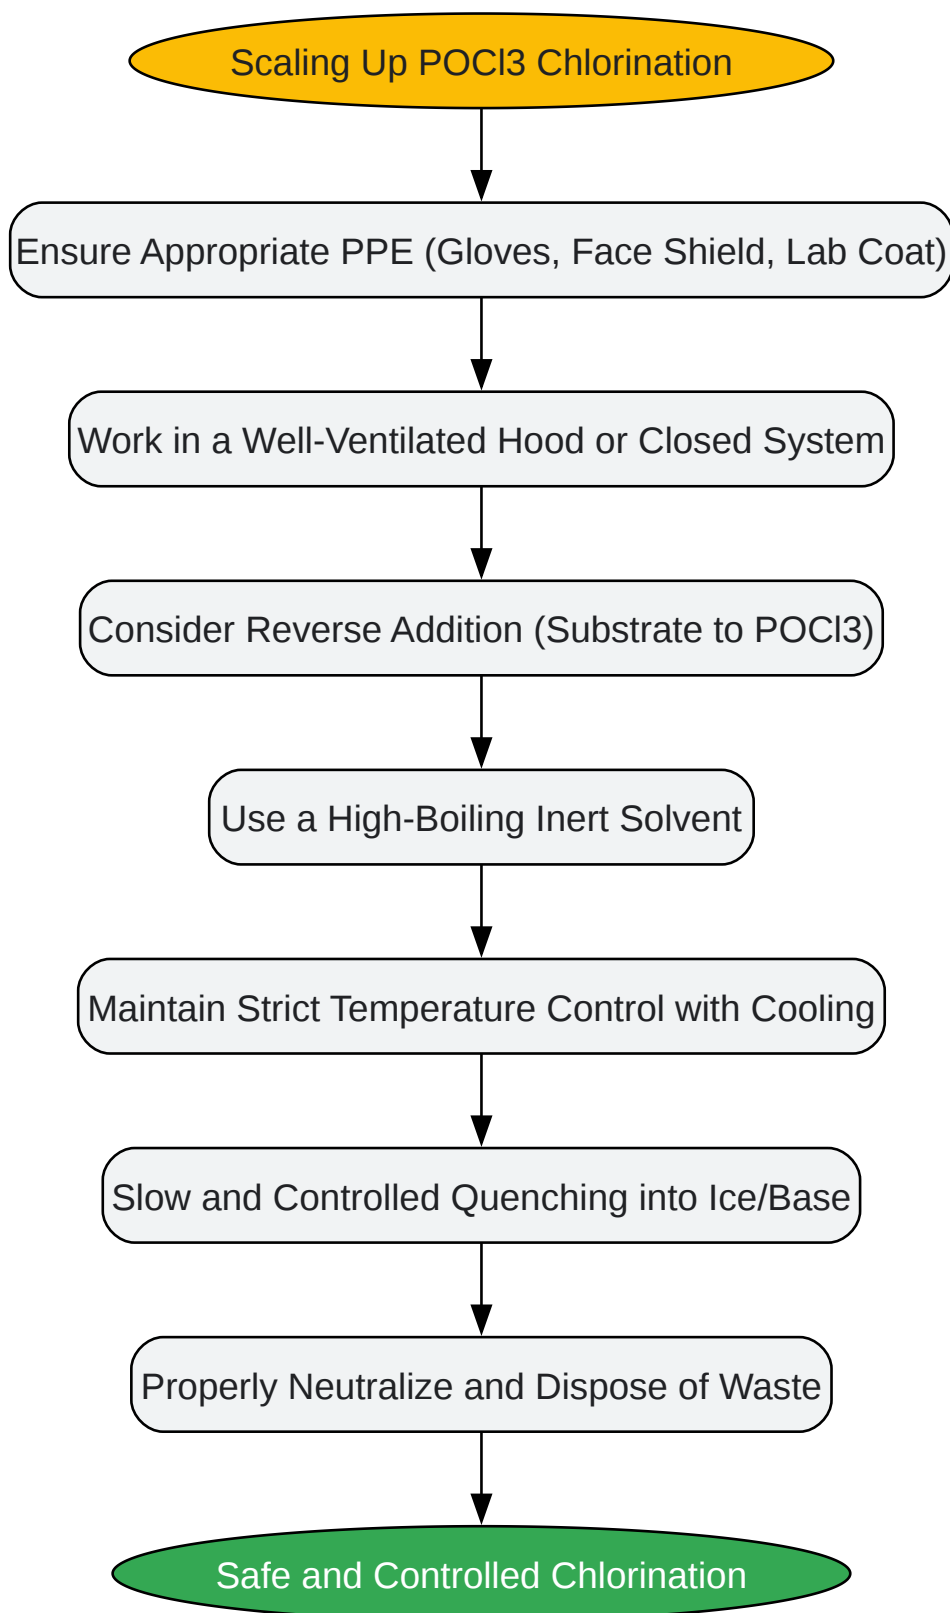 Scaling Up POCl3 Chlorination
Ensure Appropriate PPE (Gloves, Face Shield, Lab Coat)
Work in a Well-Ventilated Hood or Closed System
Consider Reverse Addition (Substrate to POCl3)
Use a High-Boiling Inert Solvent
Maintain Strict Temperature Control with Cooling
Slow and Controlled Quenching into Ice/Base
Properly Neutralize and Dispose of Waste
Safe and Controlled Chlorination